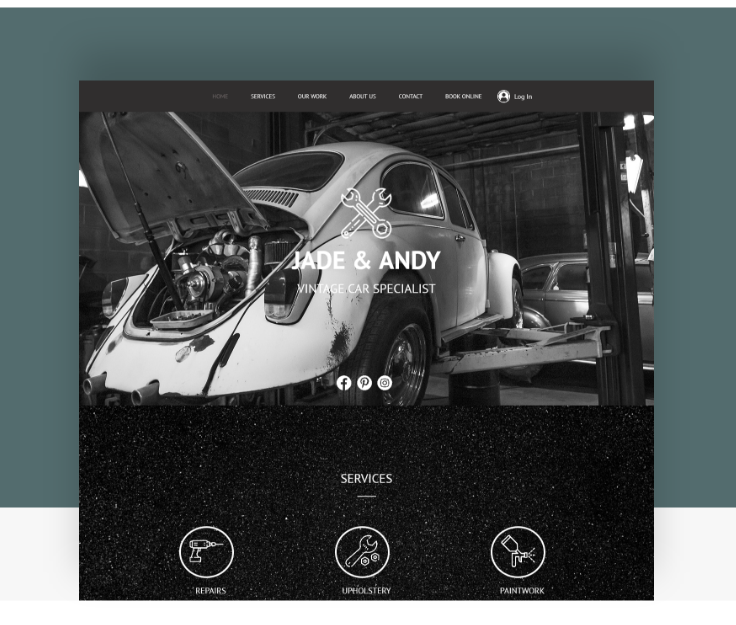 HOME SERVICES OUR WORK ABOUT US CONTACT BOOK ONLINE Log In
JADE & ANDY
VINTAGE CAR SPECIALIST
SERVICES
REPAIRS UPHOLSTERY PAINTWORK